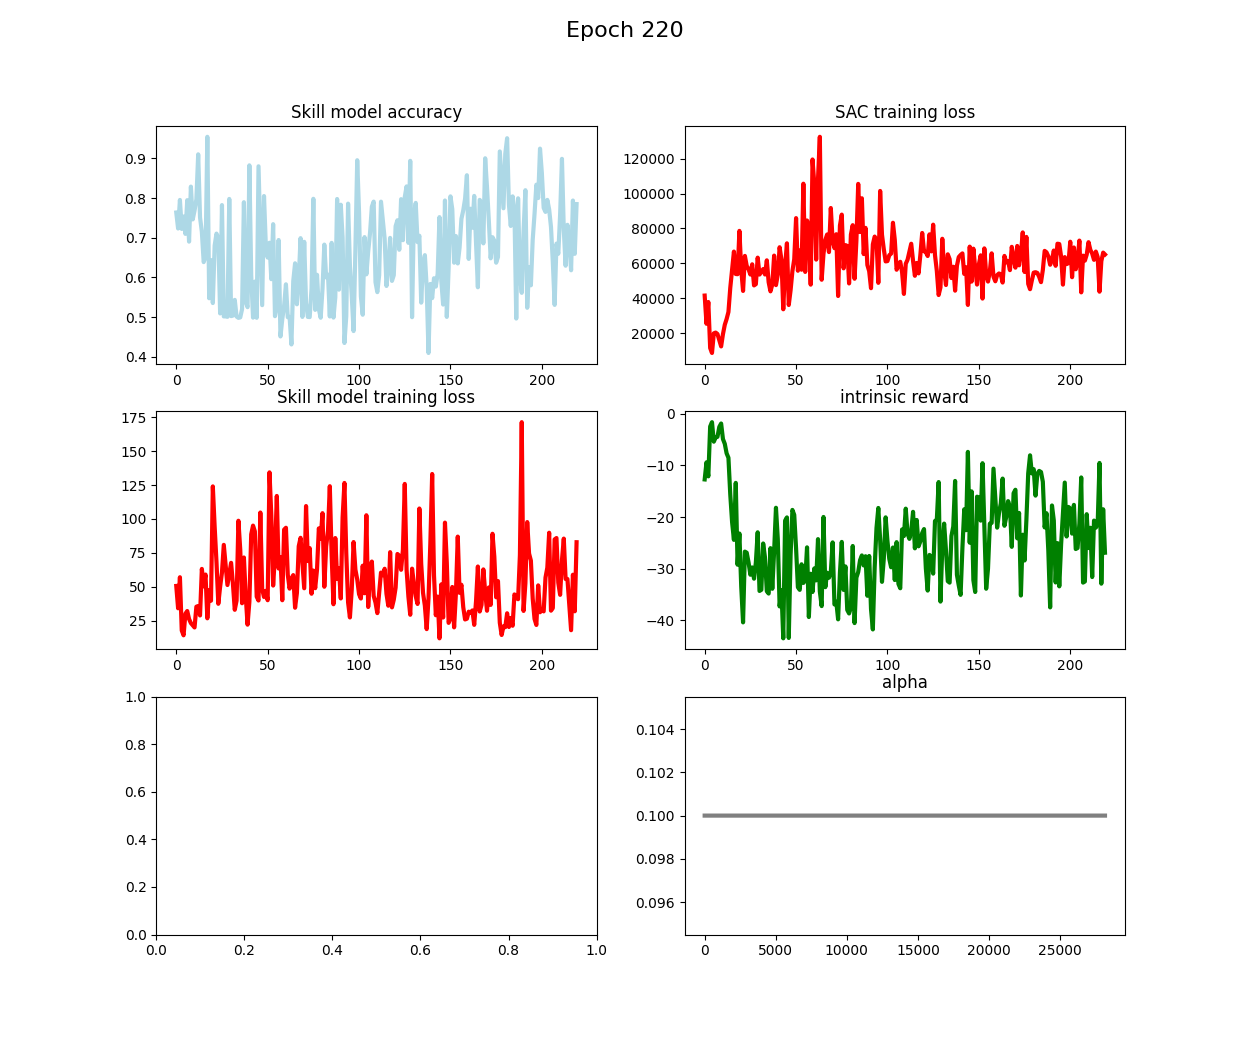 Epoch 220
Skill model accuracy
0.9
0.8
0.7
0.6
0.5
0.4
0 50 100 150 200
SAC training loss
120000
100000
80000
60000
40000
20000
0 50 100 150 200
Skill model training loss
175
150
125
100
75
50
25
0 50 100 150 200
intrinsic reward
0
−10
−20
−30
−40
0 50 100 150 200
1.0
0.8
0.6
0.4
0.2
0.0
0.0 0.2 0.4 0.6 0.8 1.0
alpha
0.104
0.102
0.100
0.098
0.096
0 5000 10000 15000 20000 25000